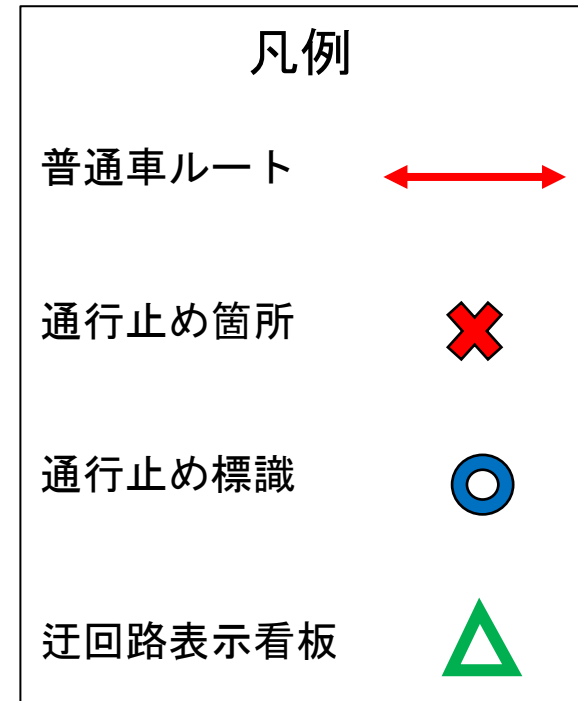 凡例
普通車ルート
通行止め箇所
通行止め標識
迂回路表示看板